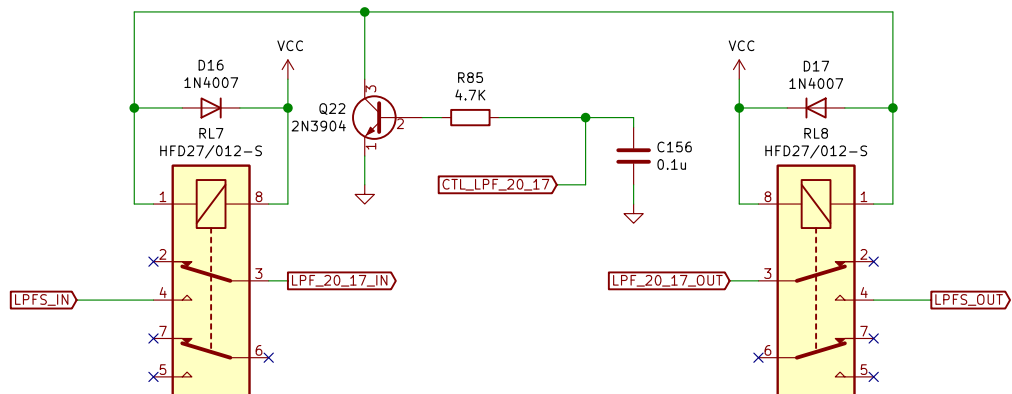 VCC
VCC
D16
1N4007
R85
4.7K
D17
1N4007
3
Q22
2N3904
2
1
RL7
HFD27/012-S
C156
0.1u
RL8
HFD27/012-S
CTL_LPF_20_17
1
8
8
1
2
2
3
LPF_20_17_IN
LPF_20_17_OUT
3
LPFS_IN
4
4
LPFS_OUT
7
7
6
6
5
5